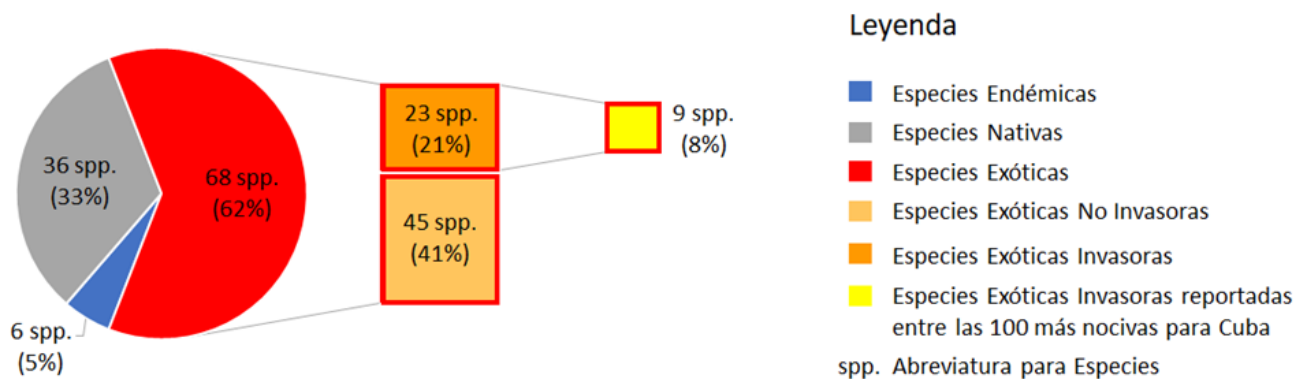 36 spp.
(33%)
68 spp.
(62%)
6 spp.
(5%)
23 spp.
(21%)
45 spp.
(41%)
9 spp.
(8%)
Leyenda
Especies Endémicas
Especies Nativas
Especies Exóticas
Especies Exóticas No Invasoras
Especies Exóticas Invasoras
Especies Exóticas Invasoras reportadas
entre las 100 más nocivas para Cuba
spp. Abreviatura para Especies